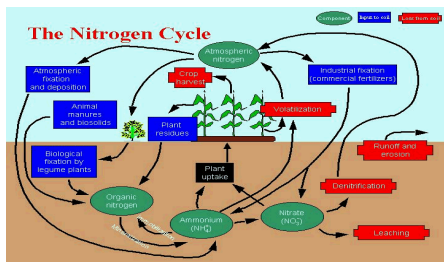 The Nitrogen Cycle
Component
Input to soil
Loss from soil
Atmospheric
nitrogen
Atmospheric
fixation
and deposition
Crop
harvest
Industrial fixation
(commercial fertilizers)
Animal
manures
and biosolids
Plant
residues
Volatilization
Biological
fixation by
legume plants
Plant
uptake
Runoff and
erosion
Denitrification
Organic
nitrogen
Ammonium
(NH₄⁺)
Nitrate
(NO₃⁻)
Leaching